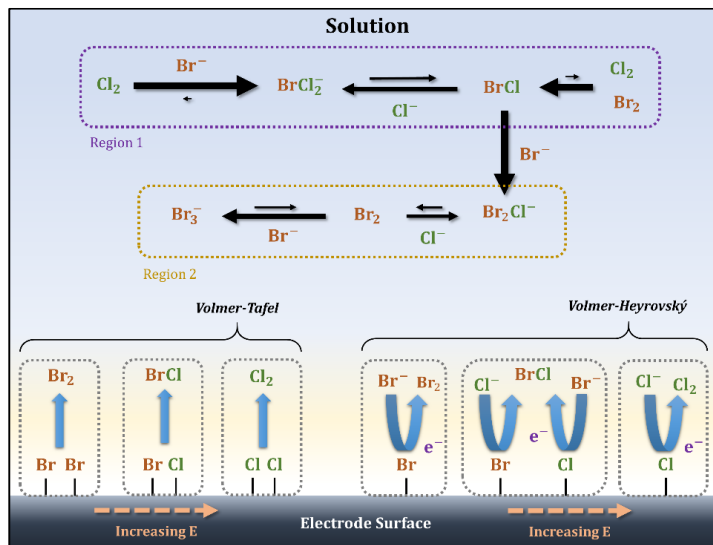 Solution
Cl₂ Br⁻ BrCl₂⁻ Cl⁻ BrCl Cl₂
Br₂
Region 1
Br⁻
Br₃⁻ Br⁻ Br₂ Cl⁻ Br₂Cl⁻
Region 2
Volmer-Tafel Volmer-Heyrovský
Br₂ BrCl Cl₂ Br⁻ Br₂ Cl⁻ BrCl Br⁻ Cl⁻ Cl₂
e⁻ e⁻ e⁻
Br Br Br Cl Cl Cl Br Br Cl Cl
Increasing E Electrode Surface Increasing E